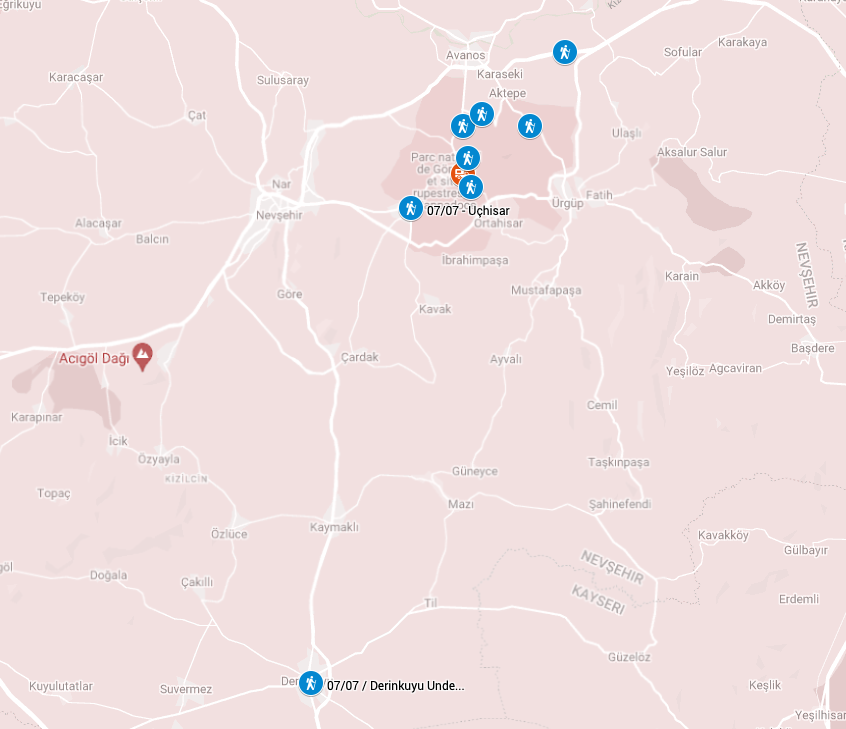 Eğrikuyu
Avanos
Karaseki
Aktepe
Sofular
Karakaya
Karacaşar
Sulusaray
Çat
Ulaşlı
Aksalur Salur
Parc nat
de Gör
et site
rupestres
Nar
Nevşehir
07/07 - Uçhisar
Ortahisar
Ürgüp
Fatih
Alacaşar
Balcın
İbrahimpaşa
NEVŞEHİR
Karain
Akköy
Tepeköy
Göre
Kavak
Mustafapaşa
Demirtaş
Acıgöl Dağı
Çardak
Ayvalı
Başdere
Yeşilöz
Agcaviran
Karapınar
Cemil
İcik
Özyayla
KIZILCIN
Güneyce
Taşkınpaşa
Topaç
Mazı
Şahinefendi
Özlüce
Kaymaklı
Kavakköy
Gülbayır
NEVŞEHİR
KAYSERI
göl
Doğala
Çakıllı
Til
Erdemli
Güzelöz
Kuyulutatlar
Suvermez
07/07 / Derinkuyu Unde...
Keşlik
Yeşilhisar